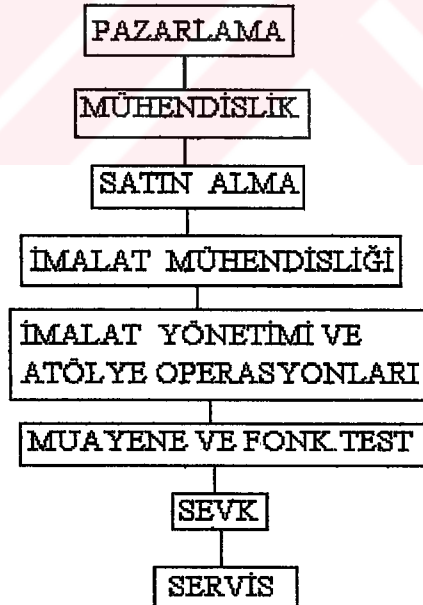 PAZARLAMA
MÜHENDİSLİK
SATIN ALMA
İMALAT MÜHENDİSLİĞİ
İMALAT YÖNETİMİ VE
ATÖLYE OPERASYONLARI
MUAYENE VE FONK.TEST
SEVK
SERVİS